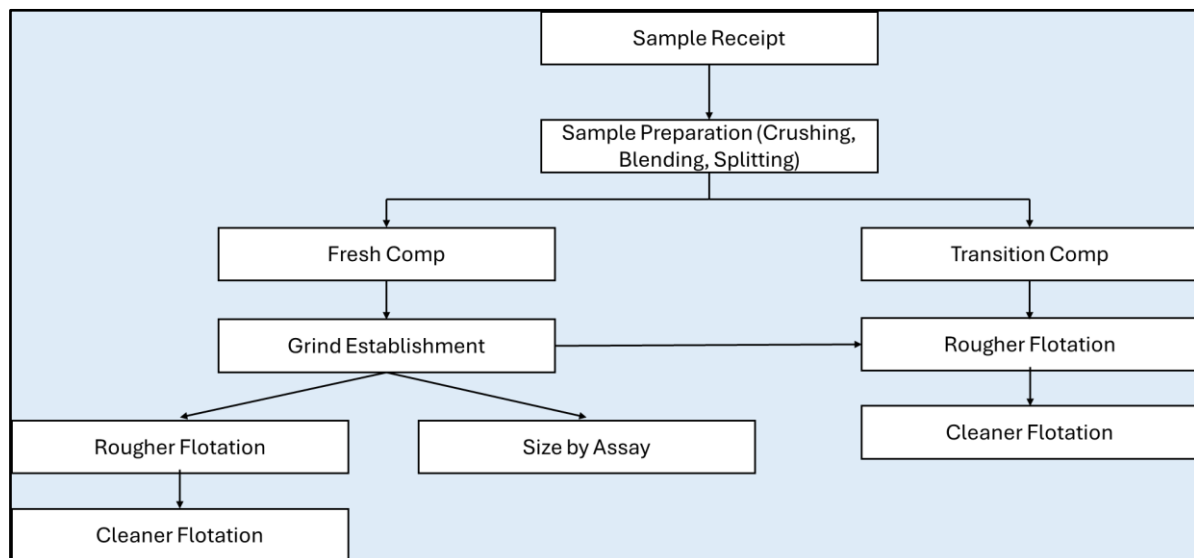 Sample Receipt
Sample Preparation (Crushing,
Blending, Splitting)
Fresh Comp
Transition Comp
Grind Establishment
Rougher Flotation
Rougher Flotation
Size by Assay
Cleaner Flotation
Cleaner Flotation